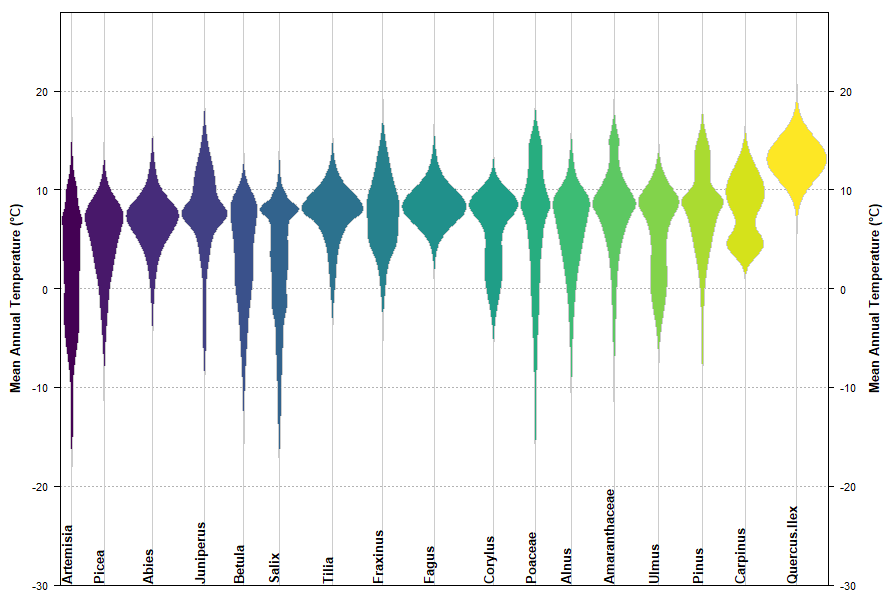 20
10
0
-10
-20
-30
Mean Annual Temperature (°C)
Artemisia
Picea
Abies
Juniperus
Betula
Salix
Tilia
Fraxinus
Fagus
Corylus
Poaceae
Alnus
Amaranthaceae
Ulmus
Pinus
Carpinus
Quercus.Ilex
20
10
0
-10
-20
-30
Mean Annual Temperature (°C)